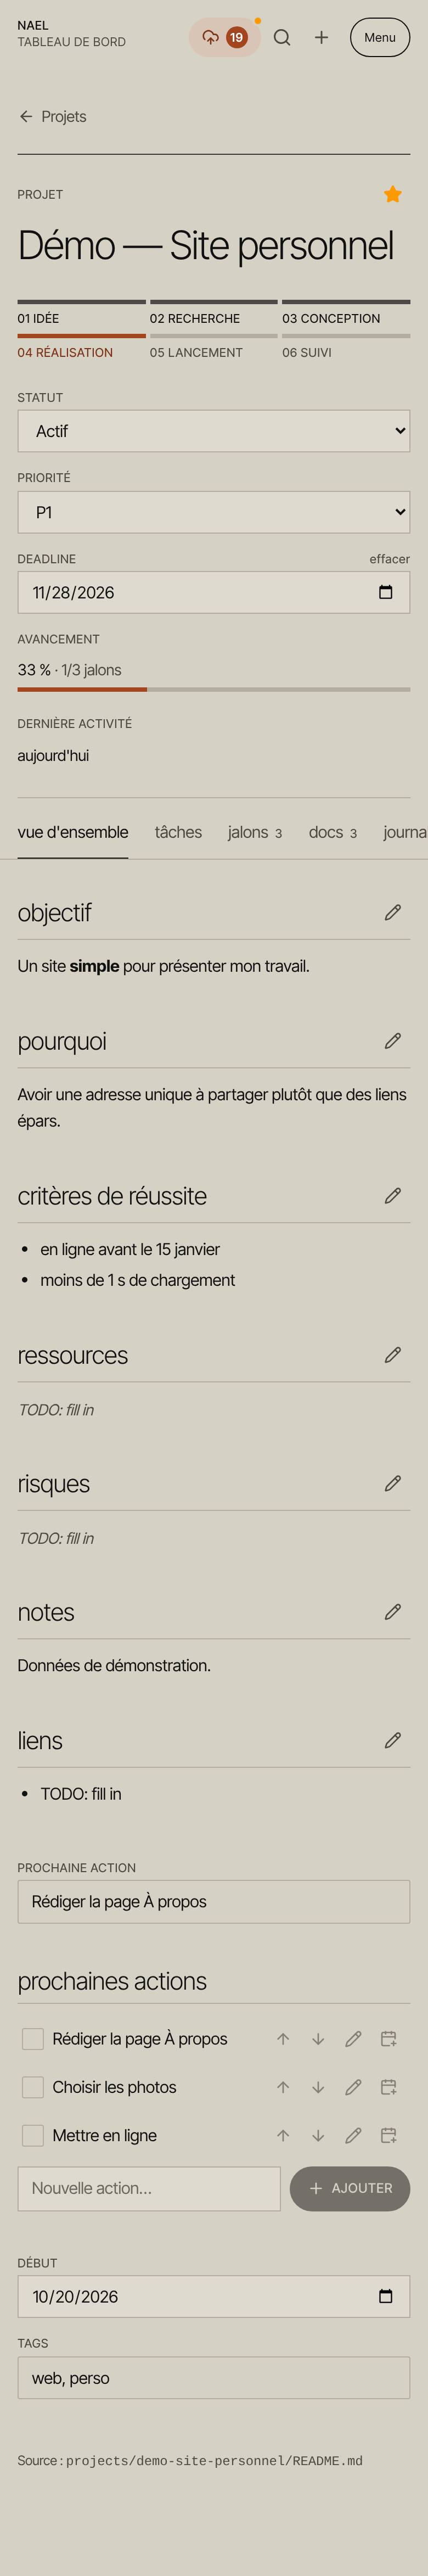 NAEL
TABLEAU DE BORD
19
Menu
← Projets
PROJET
Démo — Site personnel
01 IDÉE
02 RECHERCHE
03 CONCEPTION
04 RÉALISATION
05 LANCEMENT
06 SUIVI
STATUT
Actif
PRIORITÉ
P1
DEADLINE
effacer
11/28/2026
AVANCEMENT
33 % · 1/3 jalons
DERNIÈRE ACTIVITÉ
aujourd'hui
vue d'ensemble
tâches
jalons 3
docs 3
journa
objectif
Un site simple pour présenter mon travail.
pourquoi
Avoir une adresse unique à partager plutôt que des liens
épars.
critères de réussite
• en ligne avant le 15 janvier
• moins de 1 s de chargement
ressources
TODO: fill in
risques
TODO: fill in
notes
Données de démonstration.
liens
• TODO: fill in
PROCHAINE ACTION
Rédiger la page À propos
prochaines actions
Rédiger la page À propos
Choisir les photos
Mettre en ligne
Nouvelle action...
+ AJOUTER
DÉBUT
10/20/2026
TAGS
web, perso
Source : projects/demo-site-personnel/README.md